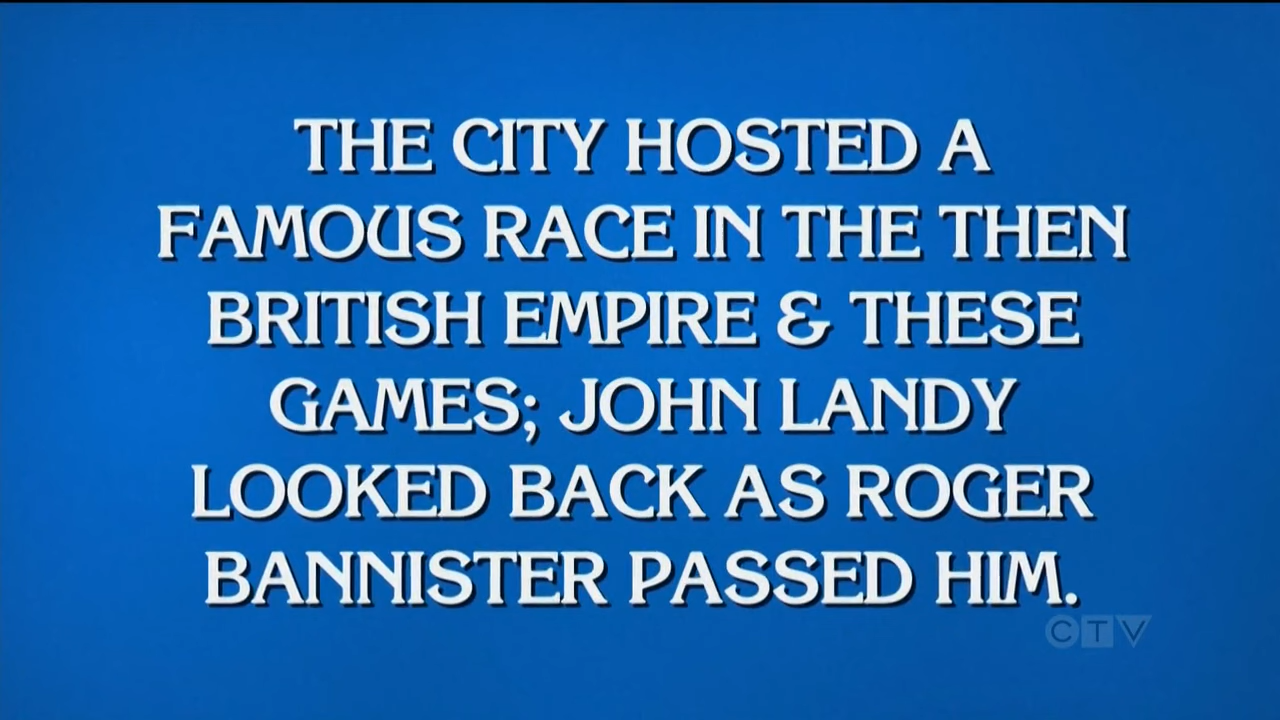 THE CITY HOSTED A
FAMOUS RACE IN THE THEN
BRITISH EMPIRE & THESE
GAMES; JOHN LANDY
LOOKED BACK AS ROGER
BANNISTER PASSED HIM.
CTV